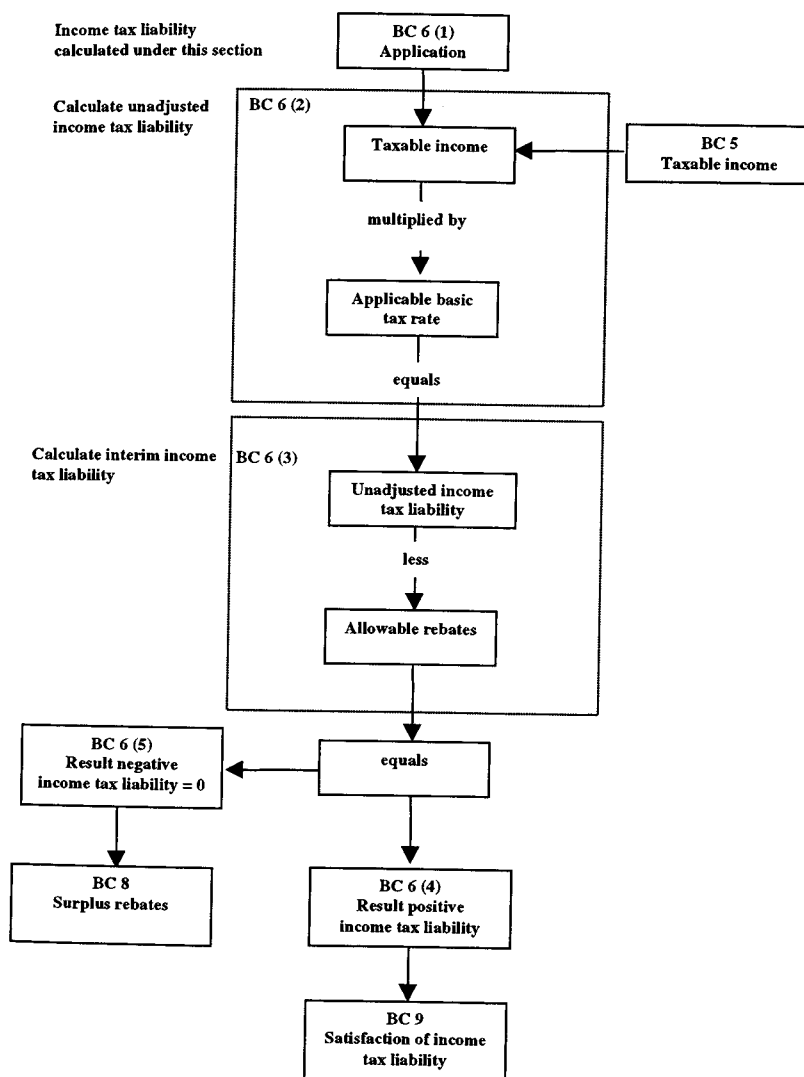 Income tax liability
calculated under this section
BC 6 (1)
Application
Calculate unadjusted
income tax liability
BC 6 (2)
Taxable income
BC 5
Taxable income
multiplied by
Applicable basic
tax rate
equals
Calculate interim income
tax liability
BC 6 (3)
Unadjusted income
tax liability
less
Allowable rebates
BC 6 (5)
Result negative
income tax liability = 0
equals
BC 8
Surplus rebates
BC 6 (4)
Result positive
income tax liability
BC 9
Satisfaction of income
tax liability